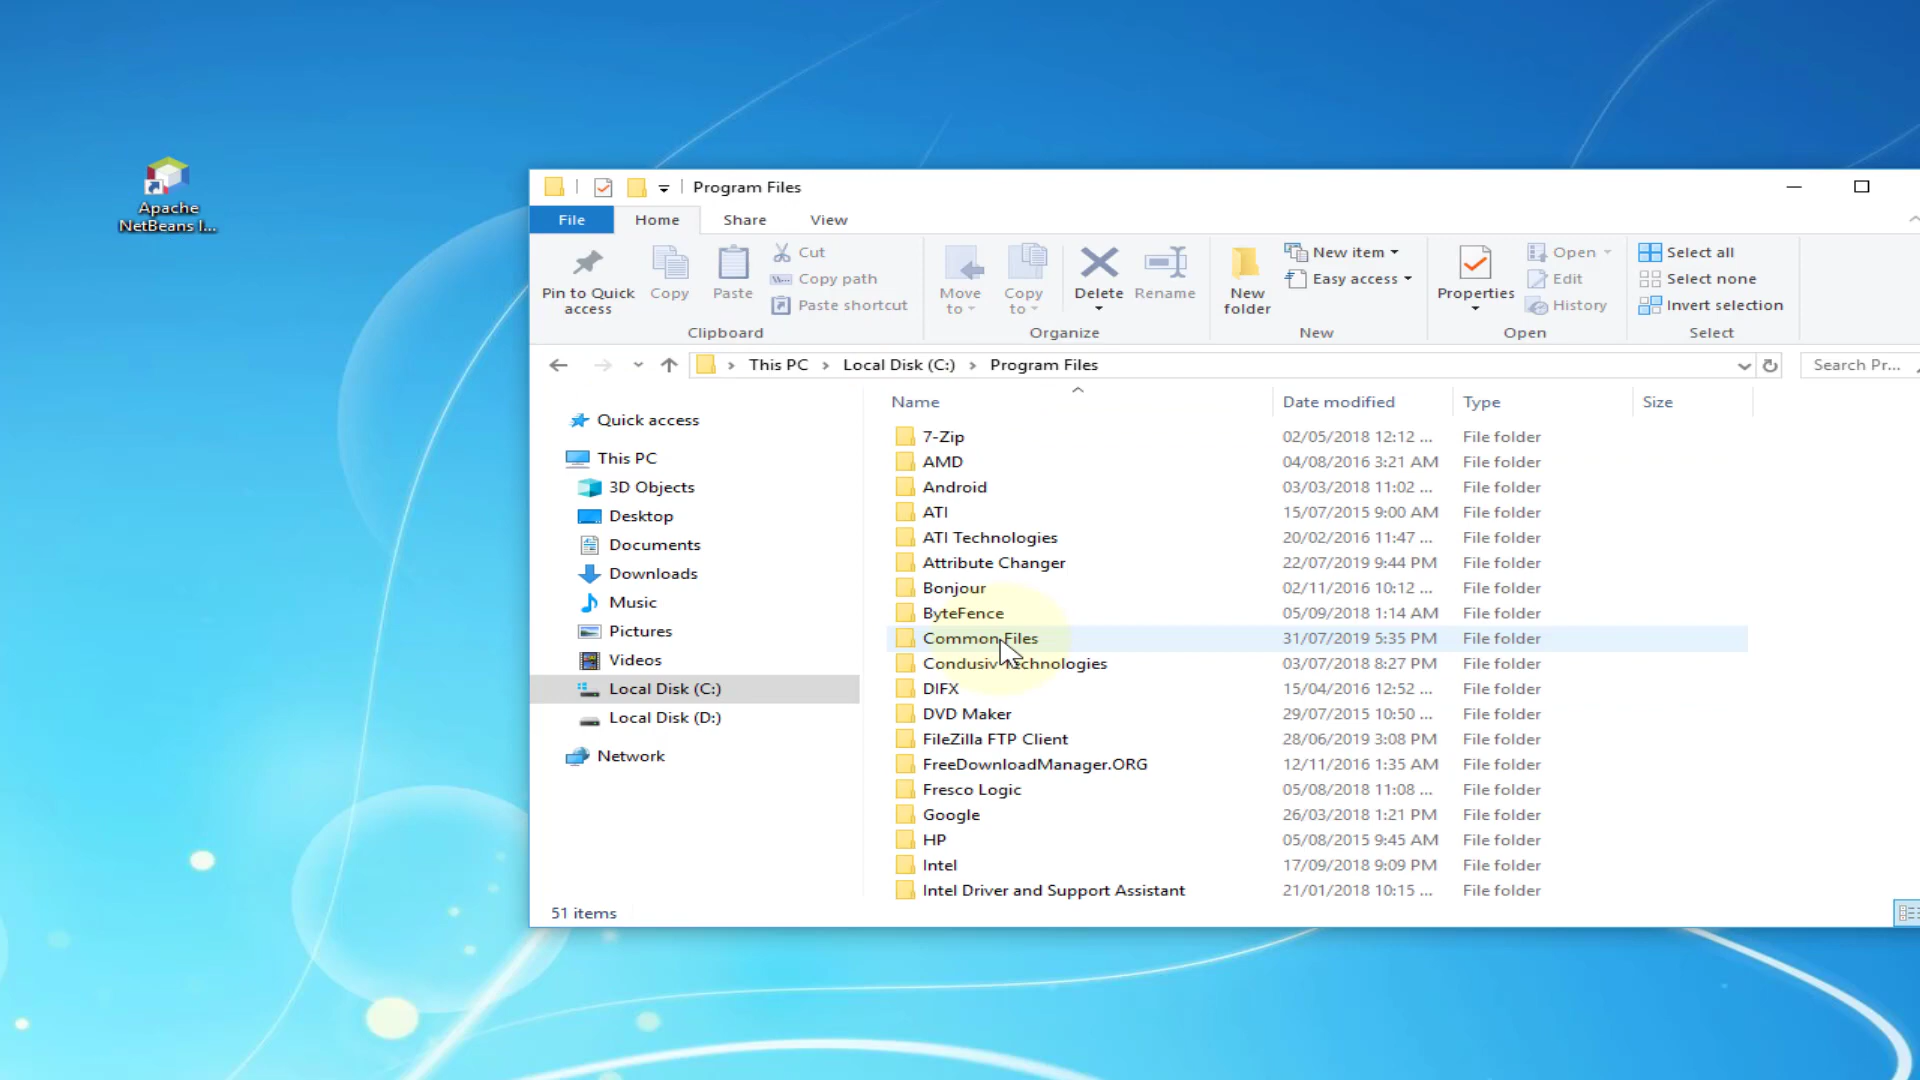 Apache
NetBeans I...
Program Files
File
Home
Share
View
Pin to Quick
access
Copy
Paste
Cut
Copy path
Paste shortcut
Clipboard
Move
to
Copy
to
Delete
Rename
Organize
New
folder
New item
Easy access
New
Properties
Open
Edit
History
Open
Select all
Select none
Invert selection
Select
This PC
Local Disk (C:)
Program Files
Search Pr...
Quick access
This PC
3D Objects
Desktop
Documents
Downloads
Music
Pictures
Videos
Local Disk (C:)
Local Disk (D:)
Network
Name Date modified Type Size
7-Zip 02/05/2018 12:12 ... File folder
AMD 04/08/2016 3:21 AM File folder
Android 03/03/2018 11:02 ... File folder
ATI 15/07/2015 9:00 AM File folder
ATI Technologies 20/02/2016 11:47 ... File folder
Attribute Changer 22/07/2019 9:44 PM File folder
Bonjour 02/11/2016 10:12 ... File folder
ByteFence 05/09/2018 1:14 AM File folder
Common Files 31/07/2019 5:35 PM File folder
Condusiv Technologies 03/07/2018 8:27 PM File folder
DIFX 15/04/2016 12:52 ... File folder
DVD Maker 29/07/2015 10:50 ... File folder
FileZilla FTP Client 28/06/2019 3:08 PM File folder
FreeDownloadManager.ORG 12/11/2016 1:35 AM File folder
Fresco Logic 05/08/2018 11:08 ... File folder
Google 26/03/2018 1:21 PM File folder
HP 05/08/2015 9:45 AM File folder
Intel 17/09/2018 9:09 PM File folder
Intel Driver and Support Assistant 21/01/2018 10:15 ... File folder
51 items